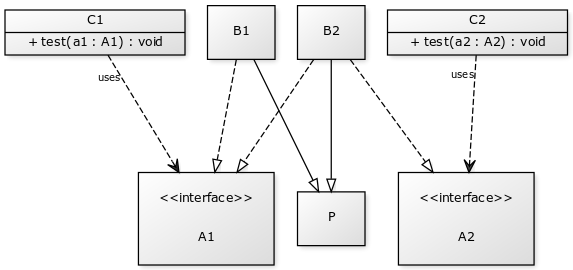 C1
+ test(a1 : A1) : void
B1
B2
C2
+ test(a2 : A2) : void
uses
uses
<<interface>>
A1
P
<<interface>>
A2